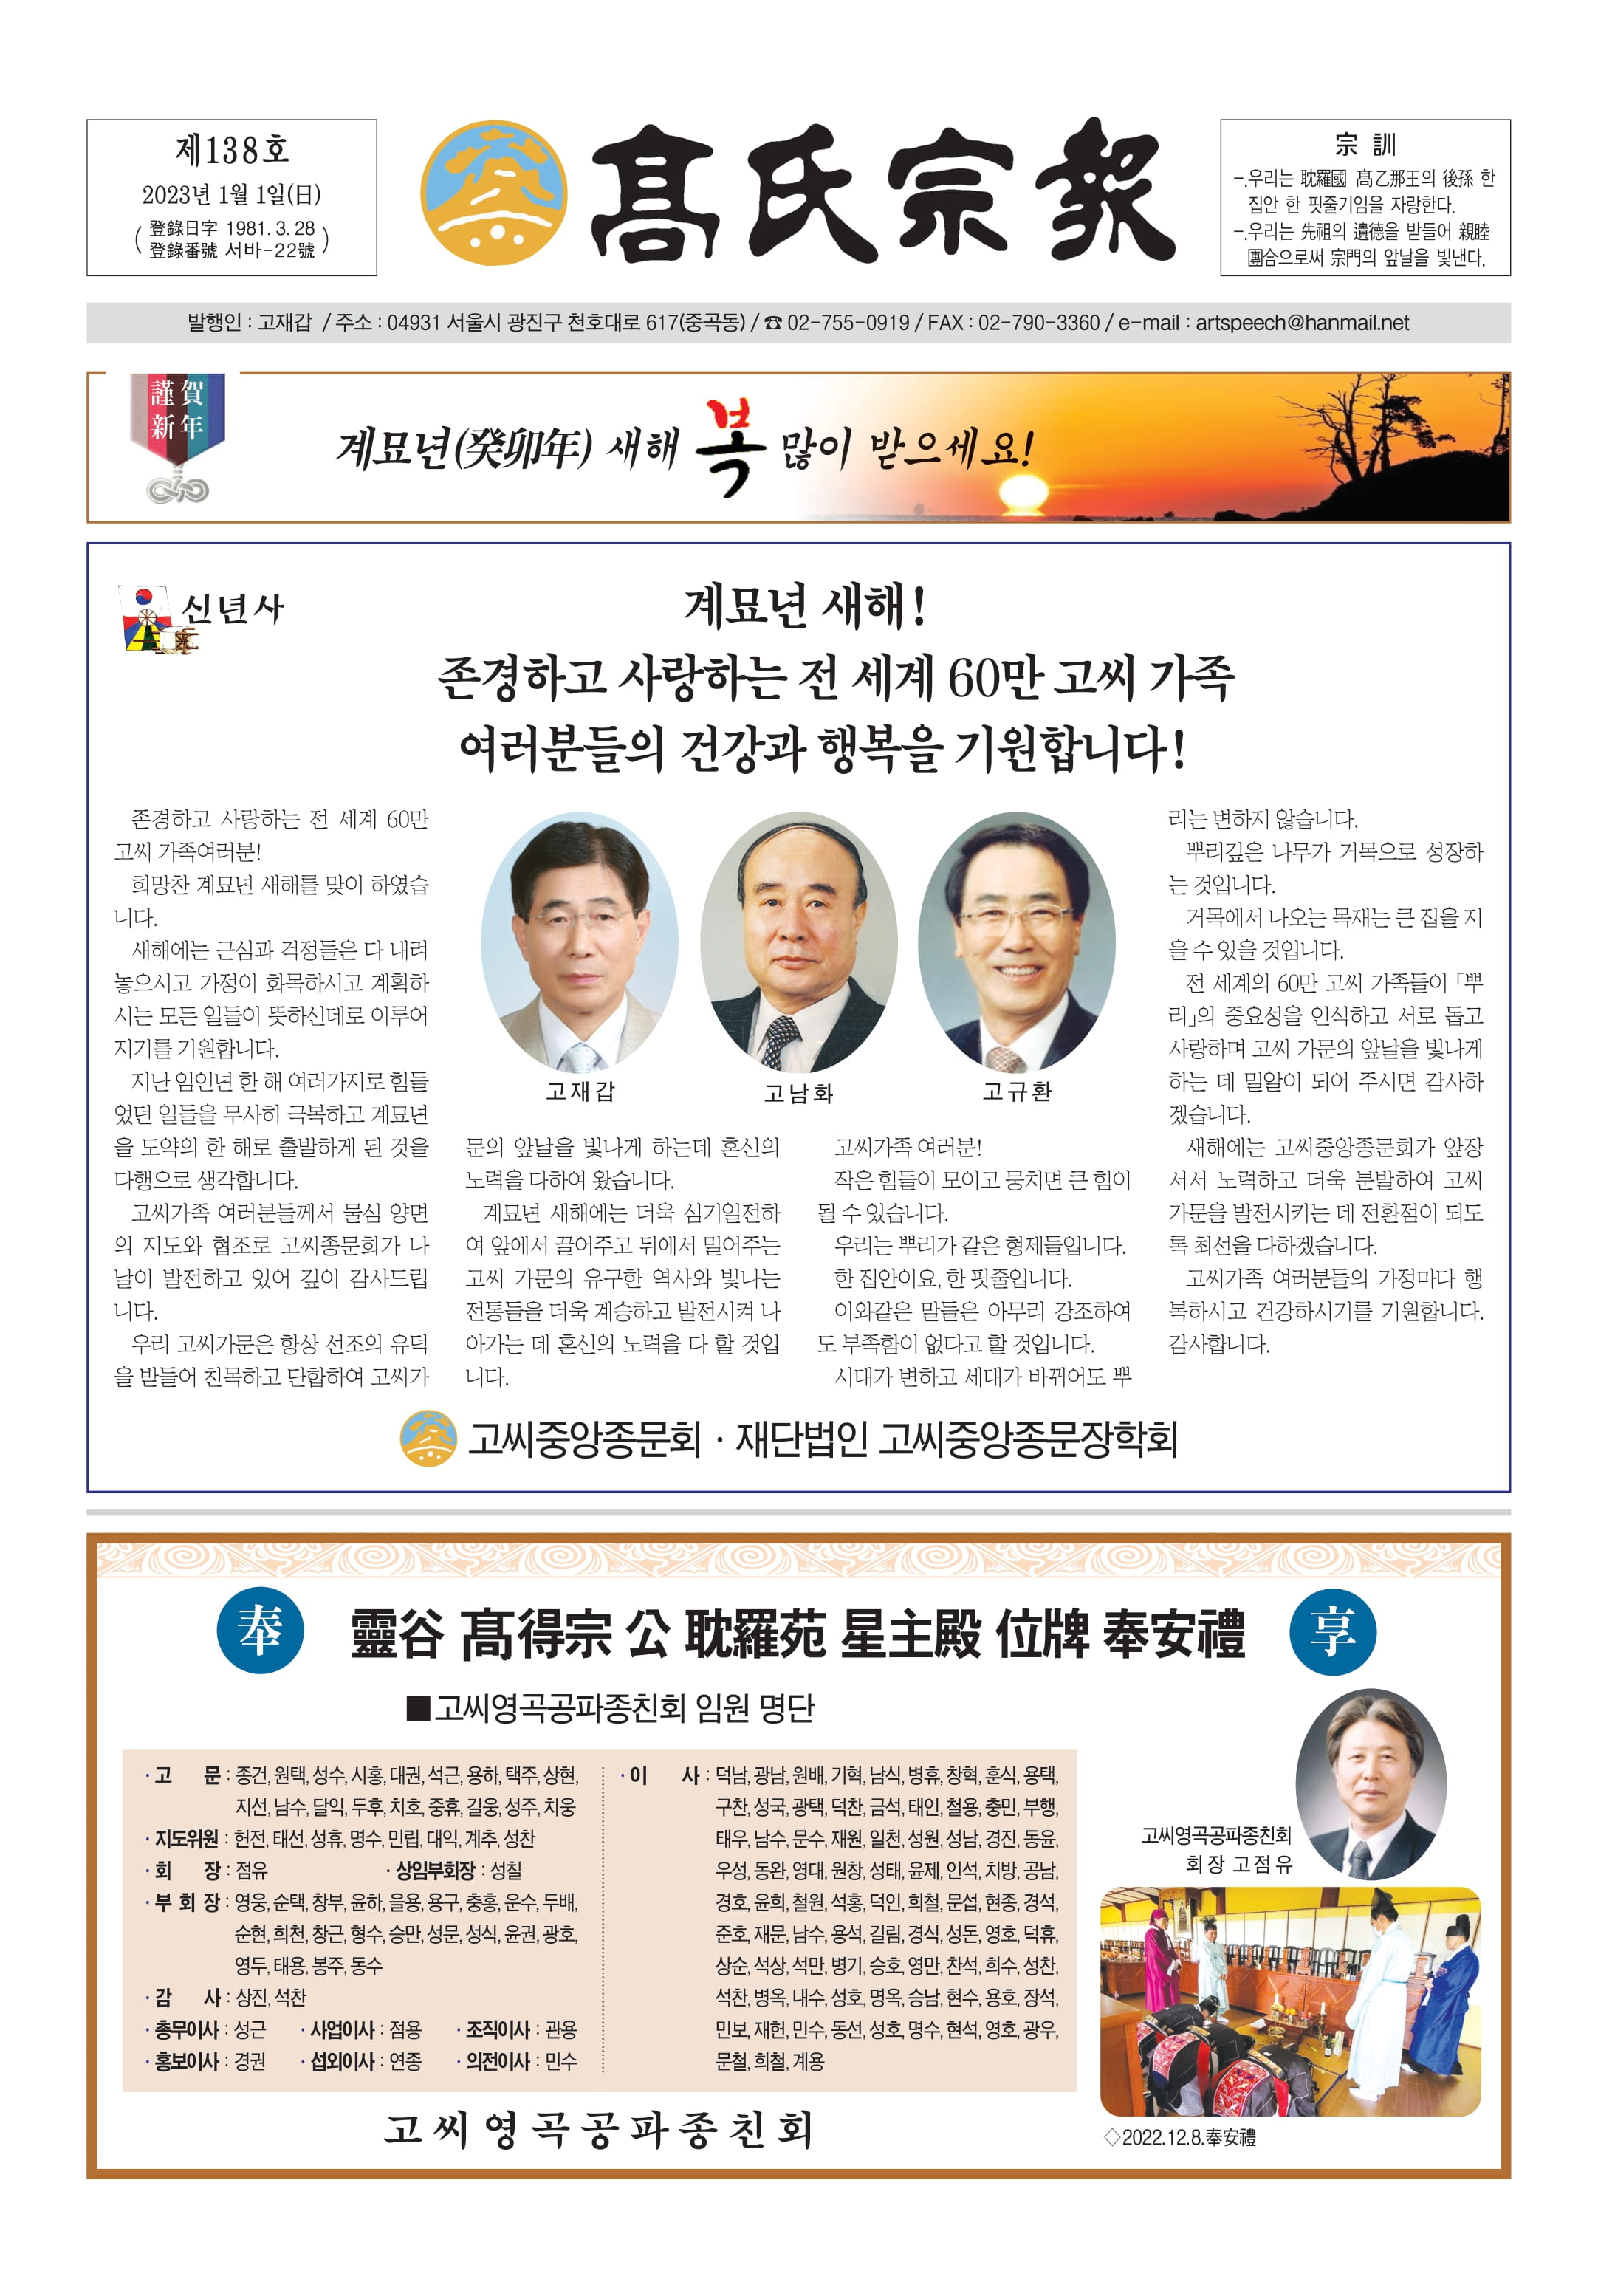 제138호
2023년 1월 1일(日)
(登錄日字 1981. 3. 28
登錄番號 서바-22號)
髙氏宗報
宗 訓
-.우리는 耽羅國 髙乙那王의 後孫 한
집안 한 핏줄기임을 자랑한다.
-.우리는 先祖의 遺德을 받들어 親睦
團合으로써 宗門의 앞날을 빛낸다.
발행인 : 고재갑 / 주소 : 04931 서울시 광진구 천호대로 617(중곡동) / ☎ 02-755-0919 / FAX : 02-790-3360 / e-mail : artspeech@hanmail.net
謹賀
新年
계묘년(癸卯年) 새해 복 많이 받으세요!
신년사
계묘년 새해!
존경하고 사랑하는 전 세계 60만 고씨 가족
여러분들의 건강과 행복을 기원합니다!
존경하고 사랑하는 전 세계 60만
고씨 가족여러분!
희망찬 계묘년 새해를 맞이 하였습
니다.
새해에는 근심과 걱정들은 다 내려
놓으시고 가정이 화목하시고 계획하
시는 모든 일들이 뜻하신데로 이루어
지기를 기원합니다.
지난 임인년 한 해 여러가지로 힘들
었던 일들을 무사히 극복하고 계묘년
을 도약의 한 해로 출발하게 된 것을
다행으로 생각합니다.
고씨가족 여러분들께서 물심 양면
의 지도와 협조로 고씨종문회가 나
날이 발전하고 있어 깊이 감사드립
니다.
우리 고씨가문은 항상 선조의 유덕
을 받들어 친목하고 단합하여 고씨가
고재갑
고남화
고규환
문의 앞날을 빛나게 하는데 혼신의
노력을 다하여 왔습니다.
계묘년 새해에는 더욱 심기일전하
여 앞에서 끌어주고 뒤에서 밀어주는
고씨 가문의 유구한 역사와 빛나는
전통들을 더욱 계승하고 발전시켜 나
아가는 데 혼신의 노력을 다 할 것입
니다.
고씨가족 여러분!
작은 힘들이 모이고 뭉치면 큰 힘이
될 수 있습니다.
우리는 뿌리가 같은 형제들입니다.
한 집안이요, 한 핏줄입니다.
이와같은 말들은 아무리 강조하여
도 부족함이 없다고 할 것입니다.
시대가 변하고 세대가 바뀌어도 뿌
리는 변하지 않습니다.
뿌리깊은 나무가 거목으로 성장하
는 것입니다.
거목에서 나오는 목재는 큰 집을 지
을 수 있을 것입니다.
전 세계의 60만 고씨 가족들이 「뿌
리」의 중요성을 인식하고 서로 돕고
사랑하며 고씨 가문의 앞날을 빛나게
하는 데 밀알이 되어 주시면 감사하
겠습니다.
새해에는 고씨중앙종문회가 앞장
서서 노력하고 더욱 분발하여 고씨
가문을 발전시키는 데 전환점이 되도
록 최선을 다하겠습니다.
고씨가족 여러분들의 가정마다 행
복하시고 건강하시기를 기원합니다.
감사합니다.
고씨중앙종문회 · 재단법인 고씨중앙종문장학회
奉 靈谷 髙得宗 公 耽羅苑 星主殿 位牌 奉安禮 享
■고씨영곡공파종친회 임원 명단
· 고 문 : 종건, 원택, 성수, 시홍, 대권, 석근, 용하, 택주, 상현,
지선, 남수, 달익, 두후, 치호, 중휴, 길웅, 성주, 치웅
· 지도위원 : 헌전, 태선, 성휴, 명수, 민립, 대익, 계추, 성찬
· 회 장 : 점유 · 상임부회장 : 성칠
· 부 회 장 : 영웅, 순택, 창부, 윤하, 을용, 용구, 충홍, 운수, 두배,
순현, 희천, 창근, 형수, 승만, 성문, 성식, 윤권, 광호,
영두, 태용, 봉주, 동수
· 감 사 : 상진, 석찬
· 총무이사 : 성근 · 사업이사 : 점용 · 조직이사 : 관용
· 홍보이사 : 경권 · 섭외이사 : 연종 · 의전이사 : 민수
· 이 사 : 덕남, 광남, 원배, 기혁, 남식, 병휴, 창혁, 훈식, 용택,
구찬, 성국, 광택, 덕찬, 금석, 태인, 철용, 충민, 부행,
태우, 남수, 문수, 재원, 일천, 성원, 성남, 경진, 동윤,
우성, 동완, 영대, 원창, 성태, 윤제, 인석, 치방, 공남,
경호, 윤희, 철원, 석홍, 덕인, 희철, 문섭, 현종, 경석,
준호, 재문, 남수, 용석, 길림, 경식, 성돈, 영호, 덕휴,
상순, 석상, 석만, 병기, 승호, 영만, 찬석, 희수, 성찬,
석찬, 병옥, 내수, 성호, 명옥, 승남, 현수, 용호, 장석,
민보, 재헌, 민수, 동선, 성호, 명수, 현석, 영호, 광우,
문철, 희철, 계용
고씨영곡공파종친회
고씨영곡공파종친회
회장 고점유
◇2022.12.8.奉安禮